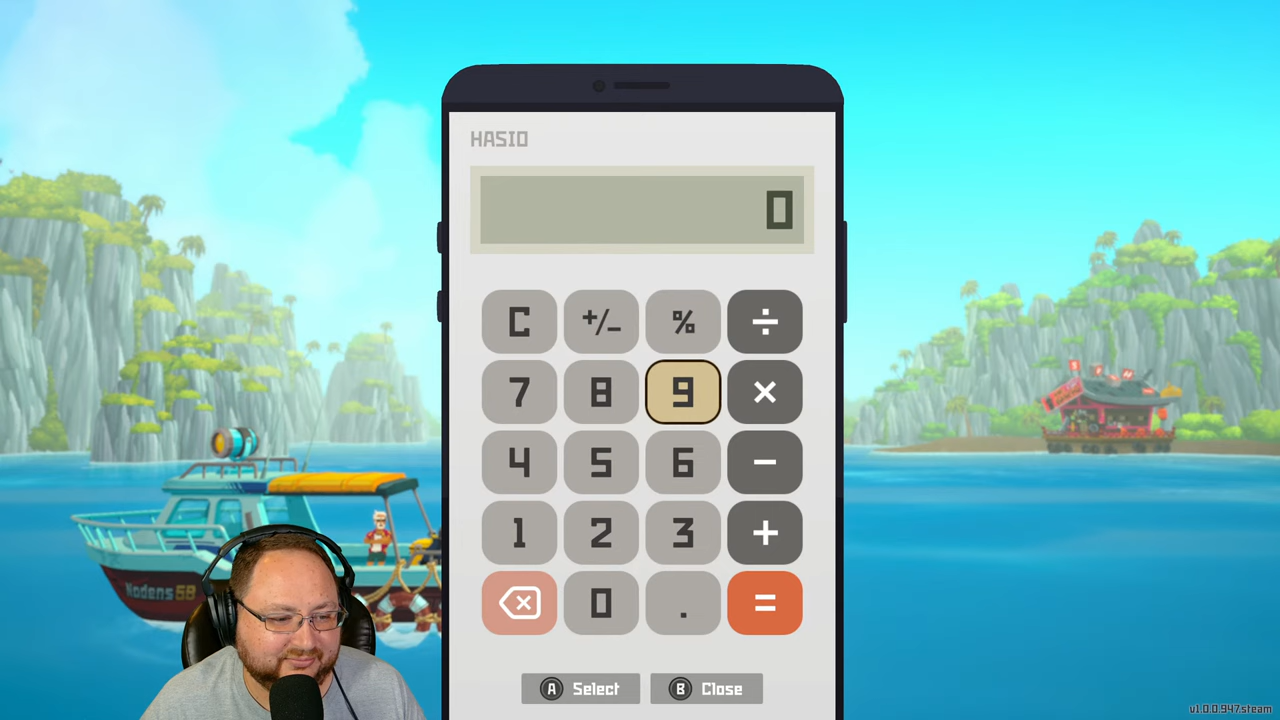 HASIO
0
C +/- % ÷
7 8 9 ×
4 5 6 −
1 2 3 +
0 . =
A Select B Close
Nodens 68
v1.0.0.947.steam